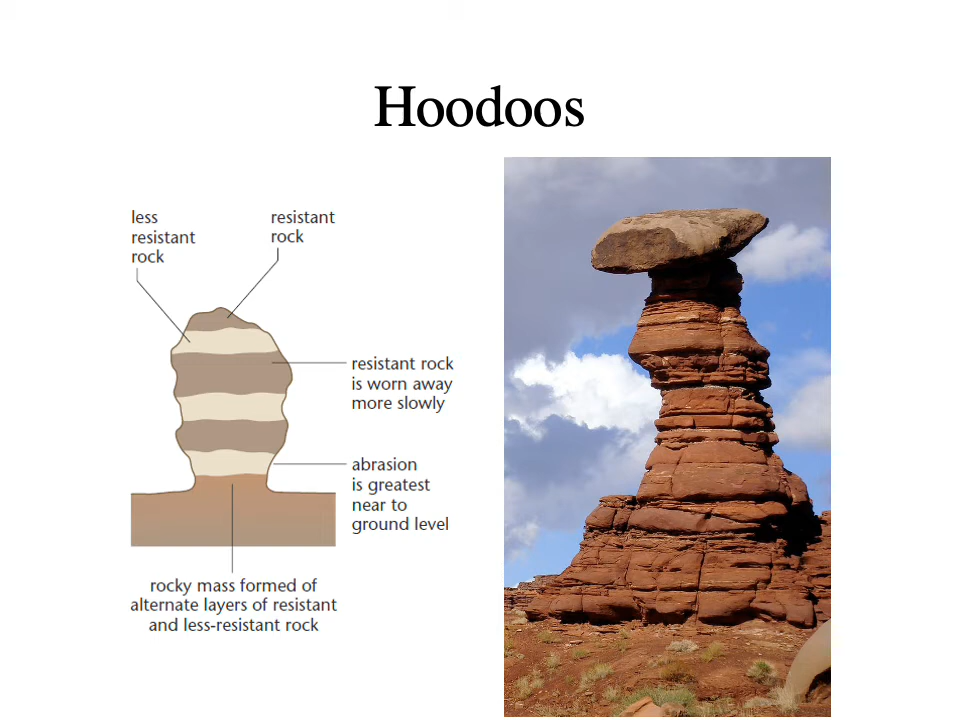 Hoodoos
less
resistant
rock
resistant
rock
resistant rock
is worn away
more slowly
abrasion
is greatest
near to
ground level
rocky mass formed of
alternate layers of resistant
and less-resistant rock